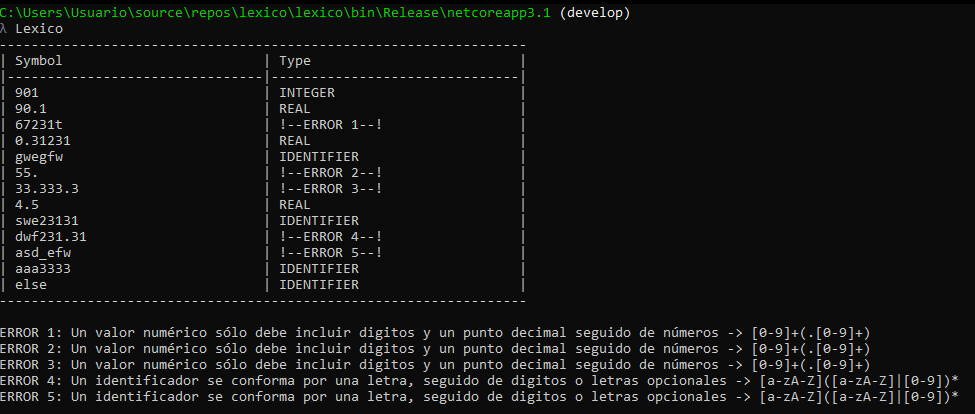 C:\Users\Usuario\source\repos\lexico\lexico\bin\Release\netcoreapp3.1 (develop)
λ Lexico
-------------------------------------------------------------------
| Symbol                         | Type                           |
|--------------------------------|--------------------------------|
| 901                            | INTEGER                        |
| 90.1                           | REAL                           |
| 67231t                         | !--ERROR 1--!                  |
| 0.31231                        | REAL                           |
| gwegfw                         | IDENTIFIER                     |
| 55.                            | !--ERROR 2--!                  |
| 33.333.3                       | !--ERROR 3--!                  |
| 4.5                            | REAL                           |
| swe23131                       | IDENTIFIER                     |
| dwf231.31                      | !--ERROR 4--!                  |
| asd_efw                        | !--ERROR 5--!                  |
| aaa3333                        | IDENTIFIER                     |
| else                           | IDENTIFIER                     |
-------------------------------------------------------------------
ERROR 1: Un valor numérico sólo debe incluir digitos y un punto decimal seguido de números -> [0-9]+(.[0-9]+)
ERROR 2: Un valor numérico sólo debe incluir digitos y un punto decimal seguido de números -> [0-9]+(.[0-9]+)
ERROR 3: Un valor numérico sólo debe incluir digitos y un punto decimal seguido de números -> [0-9]+(.[0-9]+)
ERROR 4: Un identificador se conforma por una letra, seguido de digitos o letras opcionales -> [a-zA-Z]([a-zA-Z]|[0-9])*
ERROR 5: Un identificador se conforma por una letra, seguido de digitos o letras opcionales -> [a-zA-Z]([a-zA-Z]|[0-9])*